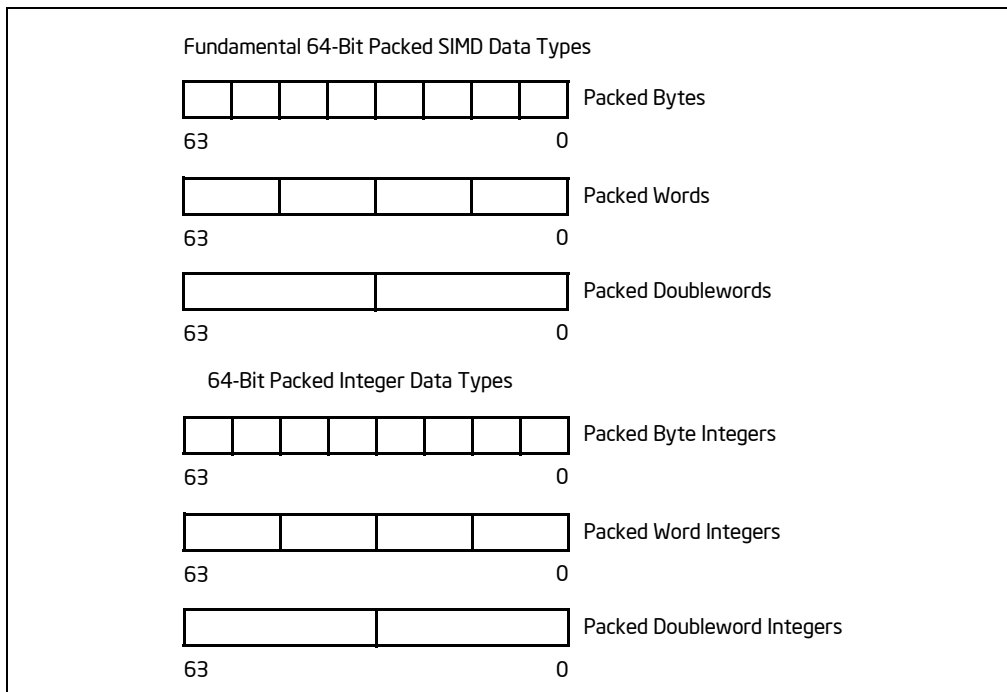 Fundamental 64-Bit Packed SIMD Data Types
Packed Bytes
63 0
Packed Words
63 0
Packed Doublewords
63 0
64-Bit Packed Integer Data Types
Packed Byte Integers
63 0
Packed Word Integers
63 0
Packed Doubleword Integers
63 0